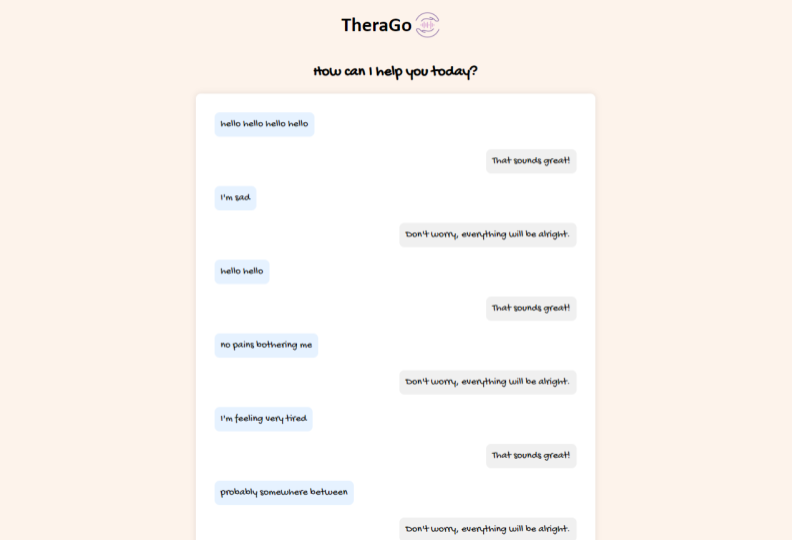 TheraGo
How can I help you today?
hello hello hello hello
That sounds great!
I'm sad
Don't worry, everything will be alright.
hello hello
That sounds great!
no pains bothering me
Don't worry, everything will be alright.
I'm feeling very tired
That sounds great!
probably somewhere between
Don't worry, everything will be alright.